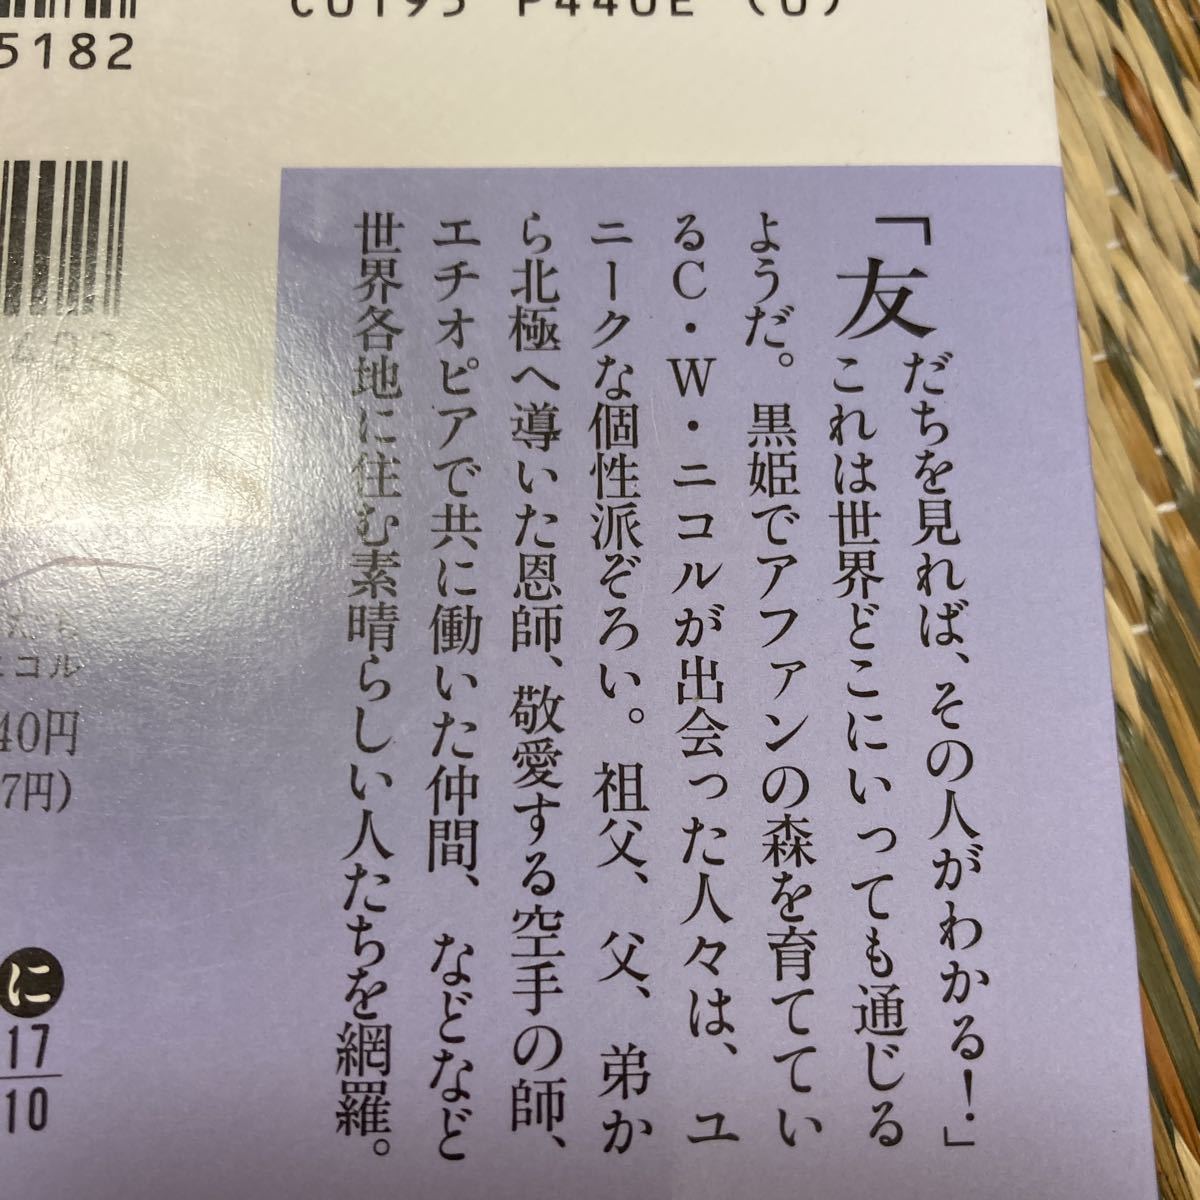 C0195 P440E (0)
5182
「友だちを見れば、その人がわかる！」
これは世界どこにいっても通じる
ようだ。黒姫でアファンの森を育ててい
るC・W・ニコルが出会った人々は、ユ
ニークな個性派ぞろい。祖父、父、弟か
ら北極へ導いた恩師、敬愛する空手の師、
エチオピアで共に働いた仲間、などなど
世界各地に住む素晴らしい人たちを網羅。
たち
ニコル
40円
7円)
に
17
10